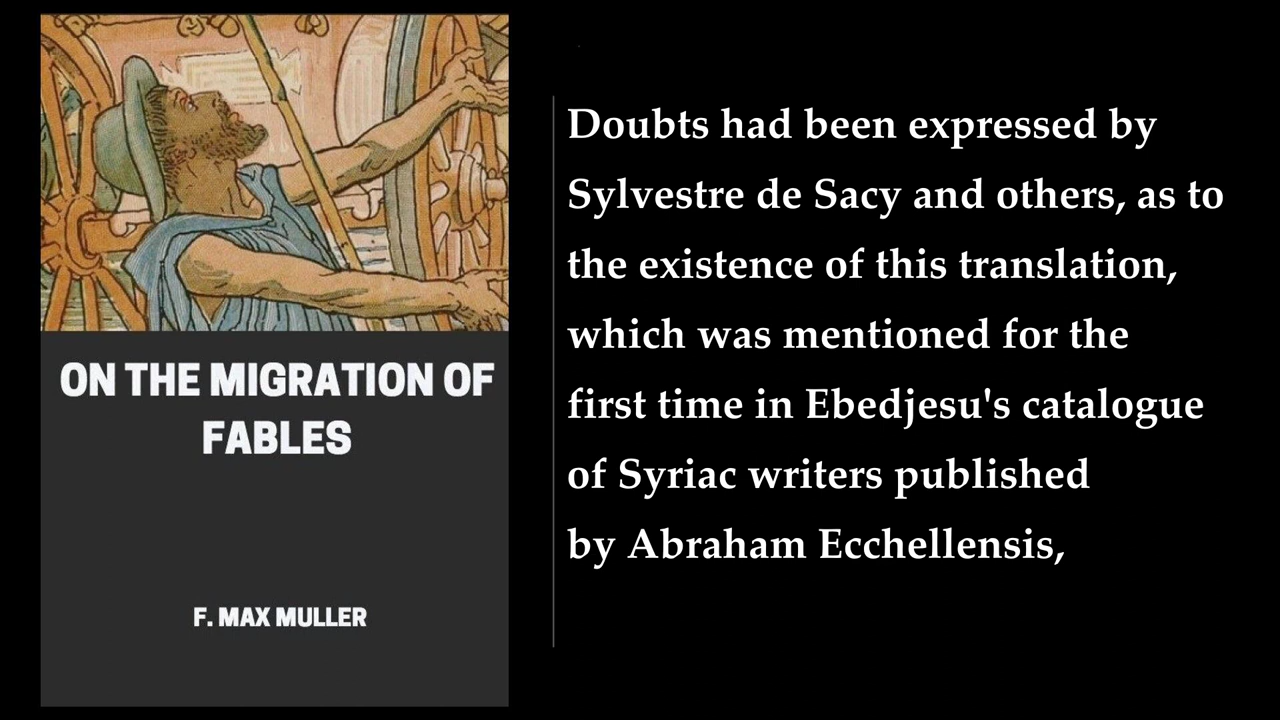 ON THE MIGRATION OF
FABLES
F. MAX MULLER
Doubts had been expressed by
Sylvestre de Sacy and others, as to
the existence of this translation,
which was mentioned for the
first time in Ebedjesu's catalogue
of Syriac writers published
by Abraham Ecchellensis,